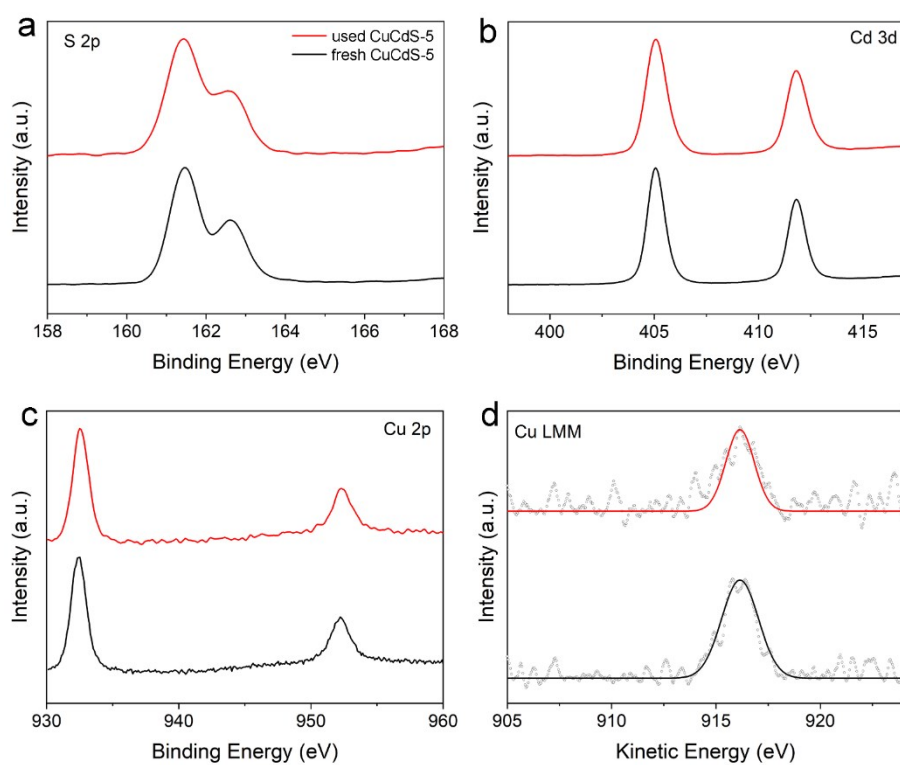 a
S 2p
used CuCdS-5
fresh CuCdS-5
Intensity (a.u.)
158 160 162 164 166 168
Binding Energy (eV)
b
Cd 3d
Intensity (a.u.)
400 405 410 415
Binding Energy (eV)
c
Cu 2p
Intensity (a.u.)
930 940 950 960
Binding Energy (eV)
d
Cu LMM
Intensity (a.u.)
905 910 915 920
Kinetic Energy (eV)